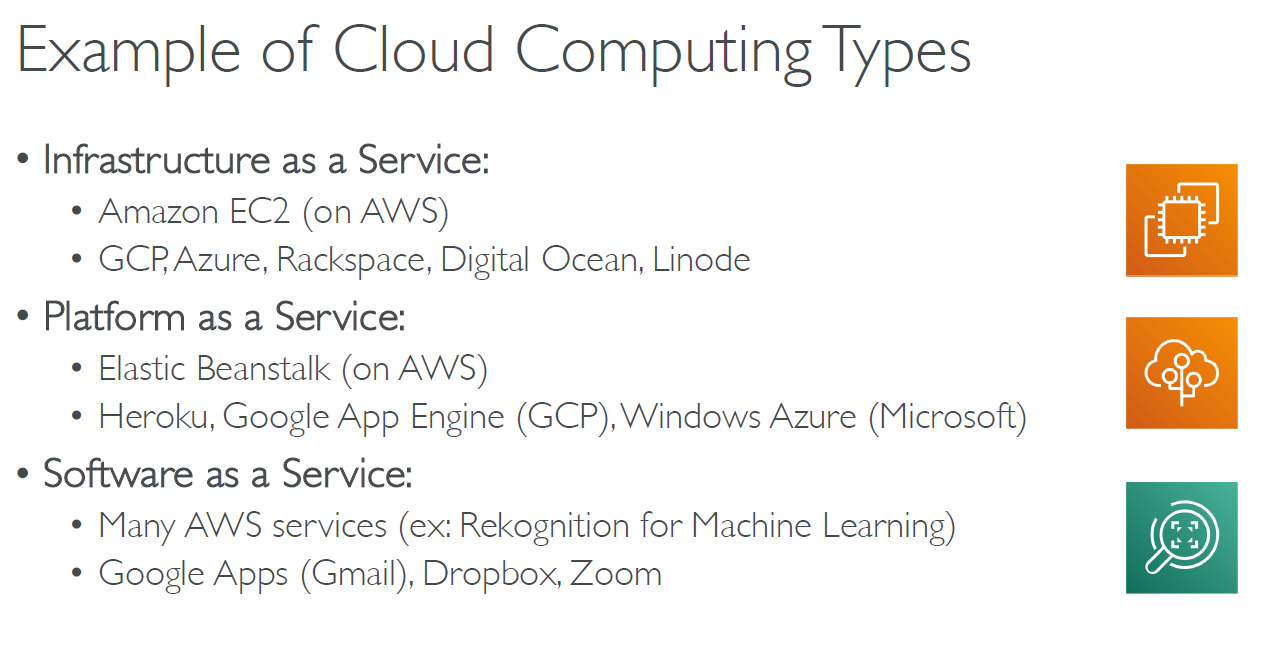 Example of Cloud Computing Types
• Infrastructure as a Service:
• Amazon EC2 (on AWS)
• GCP, Azure, Rackspace, Digital Ocean, Linode
• Platform as a Service:
• Elastic Beanstalk (on AWS)
• Heroku, Google App Engine (GCP), Windows Azure (Microsoft)
• Software as a Service:
• Many AWS services (ex: Rekognition for Machine Learning)
• Google Apps (Gmail), Dropbox, Zoom